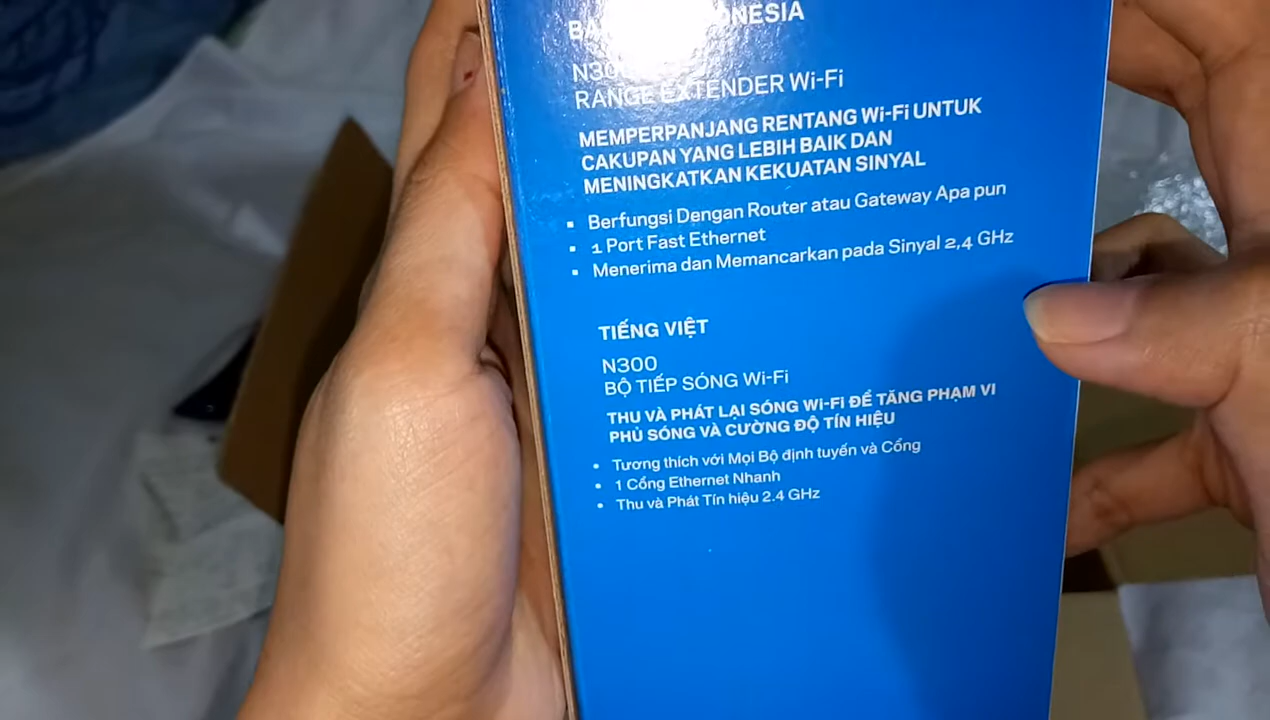 INDONESIA
RANGE EXTENDER Wi-Fi
MEMPERPANJANG RENTANG Wi-Fi UNTUK
CAKUPAN YANG LEBIH BAIK DAN
MENINGKATKAN KEKUATAN SINYAL
▪ Berfungsi Dengan Router atau Gateway Apa pun
▪ 1 Port Fast Ethernet
▪ Menerima dan Memancarkan pada Sinyal 2,4 GHz
TIẾNG VIỆT
N300
BỘ TIẾP SÓNG Wi-Fi
THU VÀ PHÁT LẠI SÓNG Wi-Fi ĐỂ TĂNG PHẠM VI
PHỦ SÓNG VÀ CƯỜNG ĐỘ TÍN HIỆU
• Tương thích với Mọi Bộ định tuyến và Cổng
• 1 Cổng Ethernet Nhanh
• Thu và Phát Tín hiệu 2.4 GHz